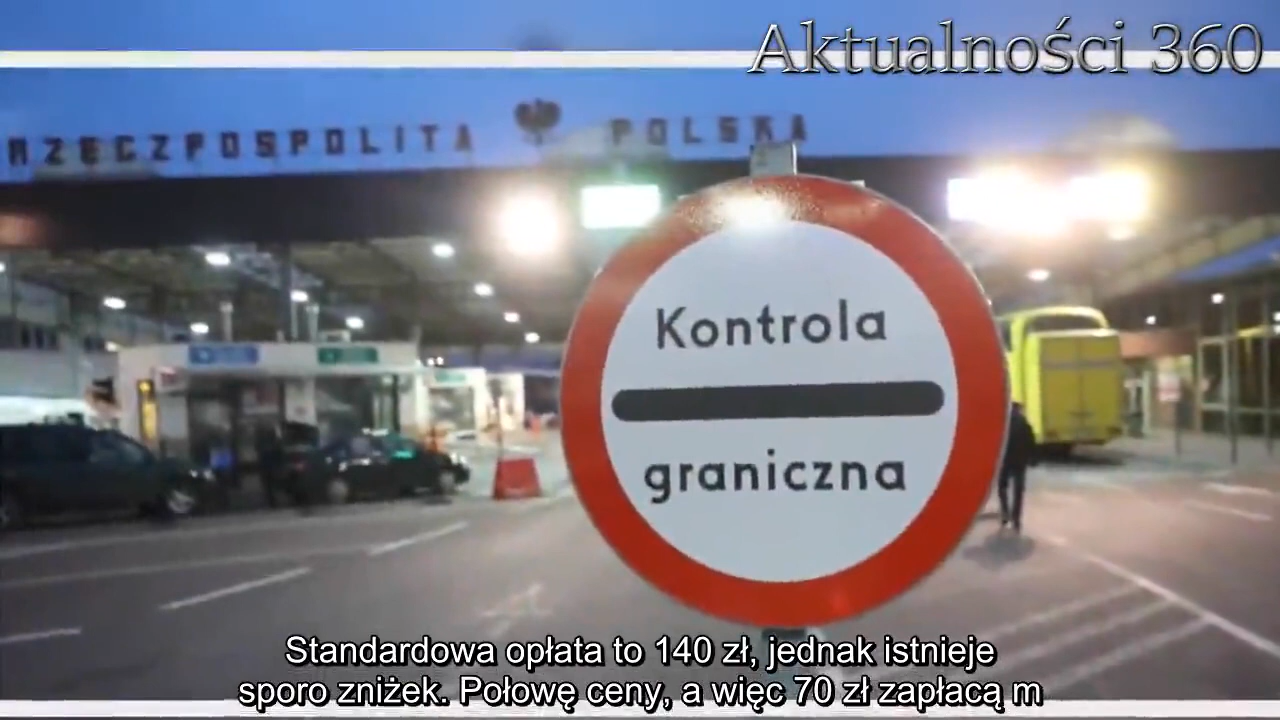 Aktualności 360
RZECZPOSPOLITA POLSKA
Kontrola
graniczna
Standardowa opłata to 140 zł, jednak istnieje
sporo zniżek. Połowę ceny, a więc 70 zł zapłacą m